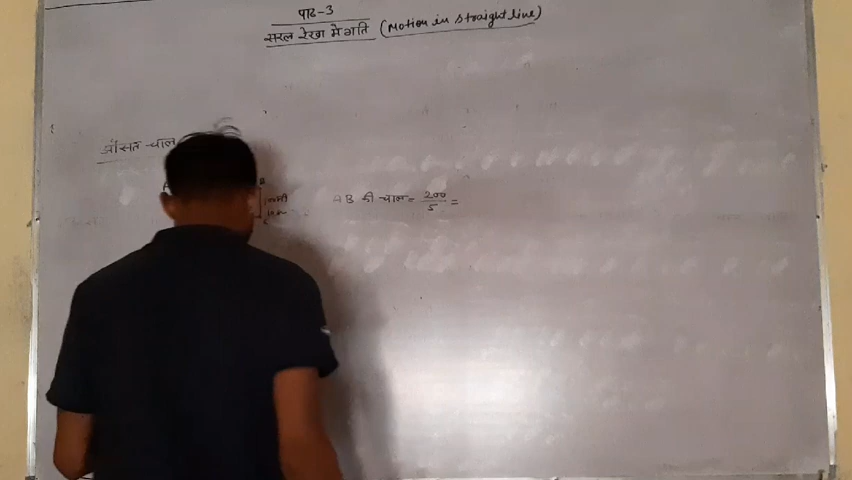 पाठ-3
सरल रेखा में गति (Motion in straight line)
औसत चाल
B
AB की चाल = 200/5 =